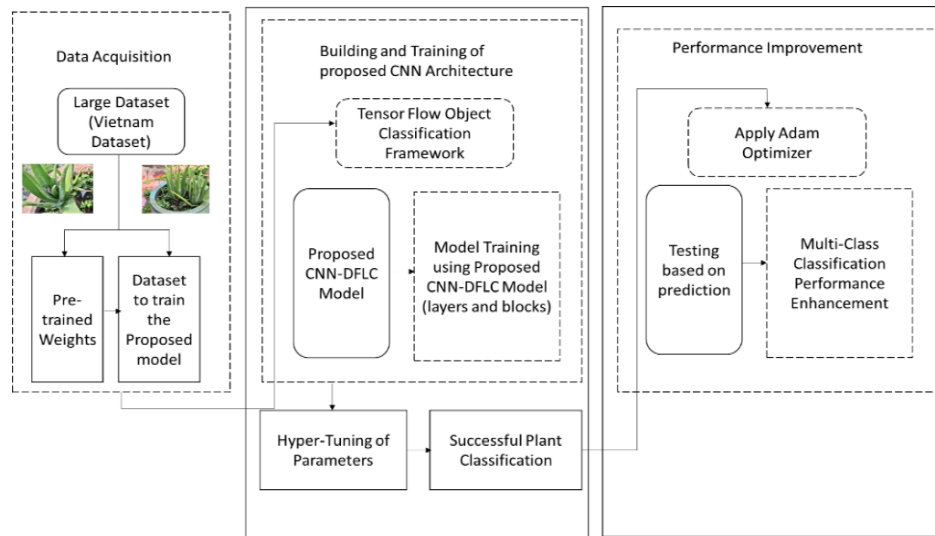 Data Acquisition
Large Dataset
(Vietnam
Dataset)
Pre-
trained
Weights
Dataset
to train
the
Proposed
model
Building and Training of
proposed CNN Architecture
Tensor Flow Object
Classification
Framework
Proposed
CNN-DFLC
Model
Model Training
using Proposed
CNN-DFLC Model
(layers and blocks)
Hyper-Tuning of
Parameters
Successful Plant
Classification
Performance Improvement
Apply Adam
Optimizer
Testing
based on
prediction
Multi-Class
Classification
Performance
Enhancement